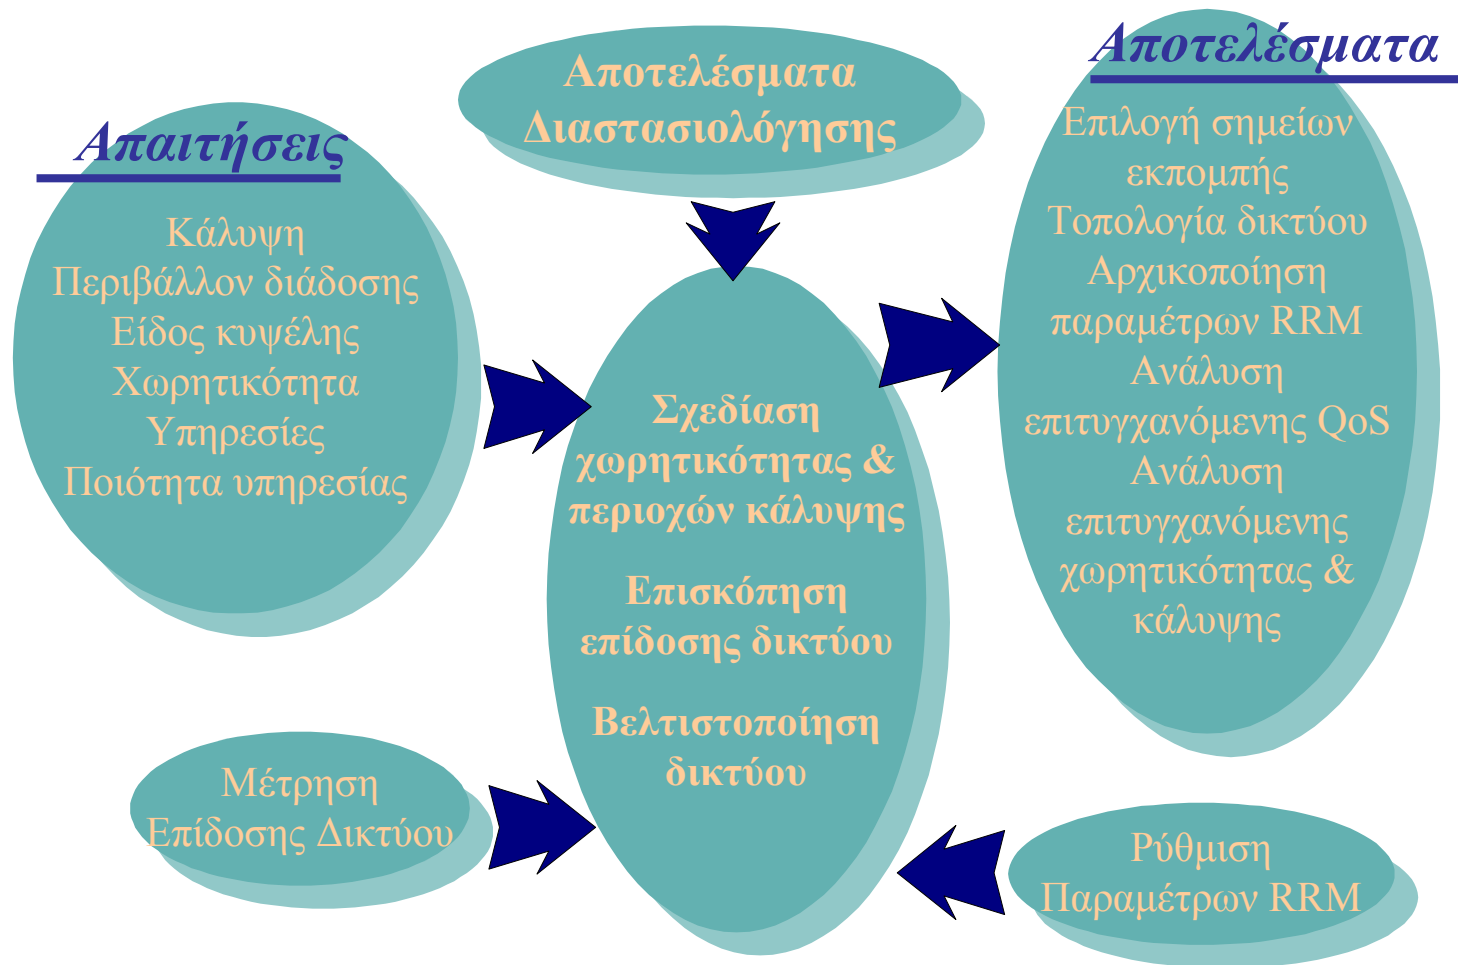 Απαιτήσεις
Κάλυψη
Περιβάλλον διάδοσης
Είδος κυψέλης
Χωρητικότητα
Υπηρεσίες
Ποιότητα υπηρεσίας
Αποτελέσματα
Διαστασιολόγησης
Αποτελέσματα
Επιλογή σημείων
εκπομπής
Τοπολογία δικτύου
Αρχικοποίηση
παραμέτρων RRM
Ανάλυση
επιτυγχανόμενης QoS
Ανάλυση
επιτυγχανόμενης
χωρητικότητας &
κάλυψης
Σχεδίαση
χωρητικότητας &
περιοχών κάλυψης
Επισκόπηση
επίδοσης δικτύου
Βελτιστοποίηση
δικτύου
Μέτρηση
Επίδοσης Δικτύου
Ρύθμιση
Παραμέτρων RRM